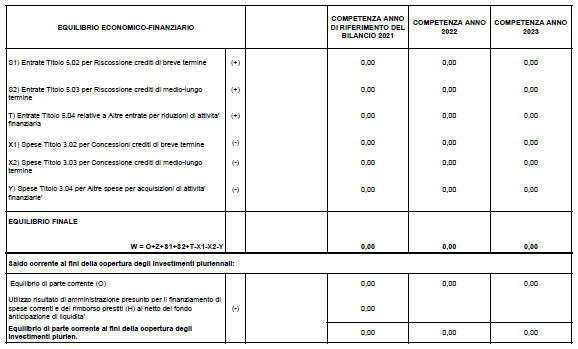 EQUILIBRIO ECONOMICO-FINANZIARIO
COMPETENZA ANNO
DI RIFERIMENTO DEL
BILANCIO 2021
COMPETENZA ANNO
2022
COMPETENZA ANNO
2023
S1) Entrate Titolo 5.02 per Riscossione crediti di breve termine (+) 0,00 0,00 0,00
S2) Entrate Titolo 5.03 per Riscossione crediti di medio-lungo
termine (+) 0,00 0,00 0,00
T) Entrate Titolo 5.04 relative a Altre entrate per riduzioni di attivita'
finanziaria (+) 0,00 0,00 0,00
X1) Spese Titolo 3.02 per Concessioni crediti di breve termine (-) 0,00 0,00 0,00
X2) Spese Titolo 3.03 per Concessione crediti di medio-lungo
termine (-) 0,00 0,00 0,00
Y) Spese Titolo 3.04 per Altre spese per acquisizioni di attivita'
finanziarie' (-) 0,00 0,00 0,00
EQUILIBRIO FINALE
W = O+Z+S1+S2+T-X1-X2-Y 0,00 0,00 0,00
Saldo corrente ai fini della copertura degli investimenti pluriennali:
Equilibrio di parte corrente (O) 0,00 0,00 0,00
Utilizzo risultato di amministrazione presunto per il finanziamento di
spese correnti e del rimborso prestiti (H) al netto del fondo
anticipazione di liquidita' (-) 0,00
Equilibrio di parte corrente ai fini della copertura degli
investimenti plurien. 0,00 0,00 0,00